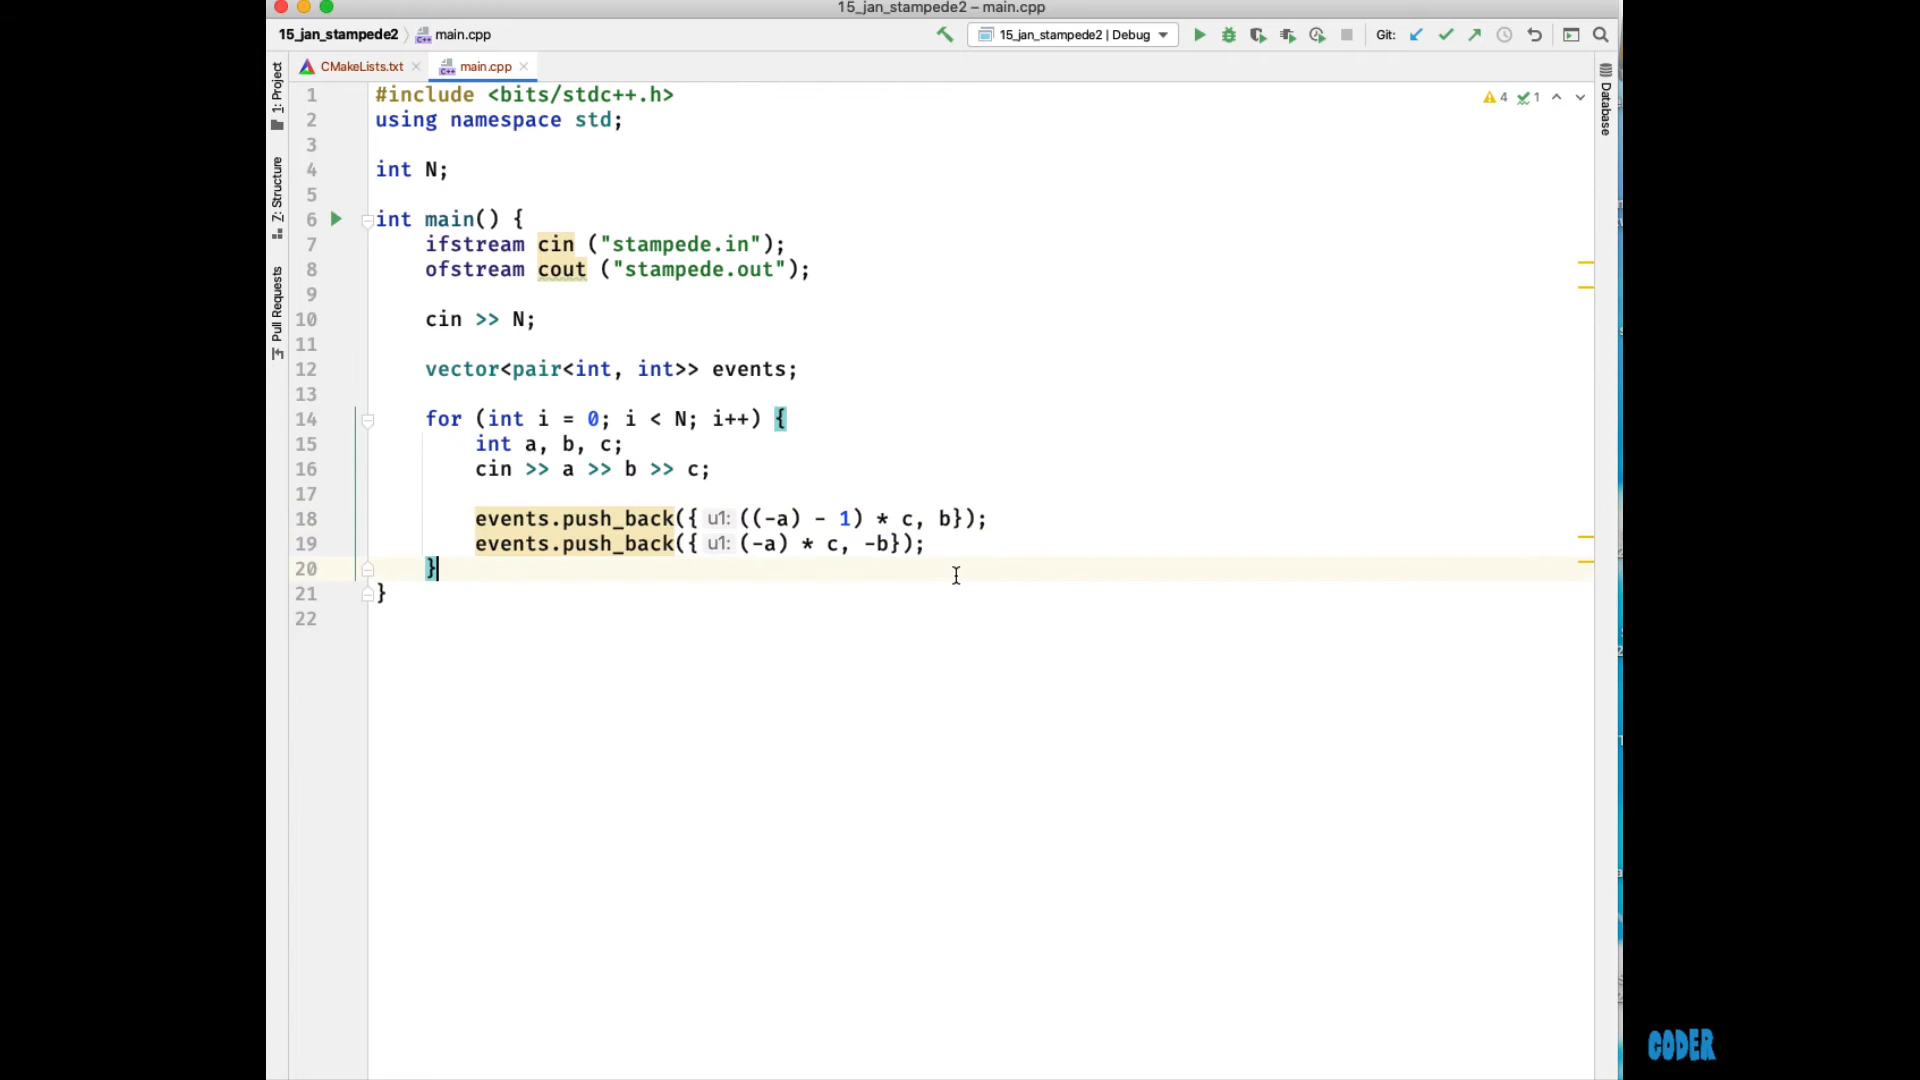 15_jan_stampede2 – main.cpp
15_jan_stampede2 main.cpp
15_jan_stampede2 | Debug
Git:
CMakeLists.txt
main.cpp
1: Project
Z: Structure
Pull Requests
Database
4 1
1 #include <bits/stdc++.h>
2 using namespace std;
3
4 int N;
5
6 int main() {
7 ifstream cin ("stampede.in");
8 ofstream cout ("stampede.out");
9
10 cin >> N;
11
12 vector<pair<int, int>> events;
13
14 for (int i = 0; i < N; i++) {
15 int a, b, c;
16 cin >> a >> b >> c;
17
18 events.push_back({ u1: ((-a) - 1) * c, b});
19 events.push_back({ u1: (-a) * c, -b});
20 }
21 }
22
CODER